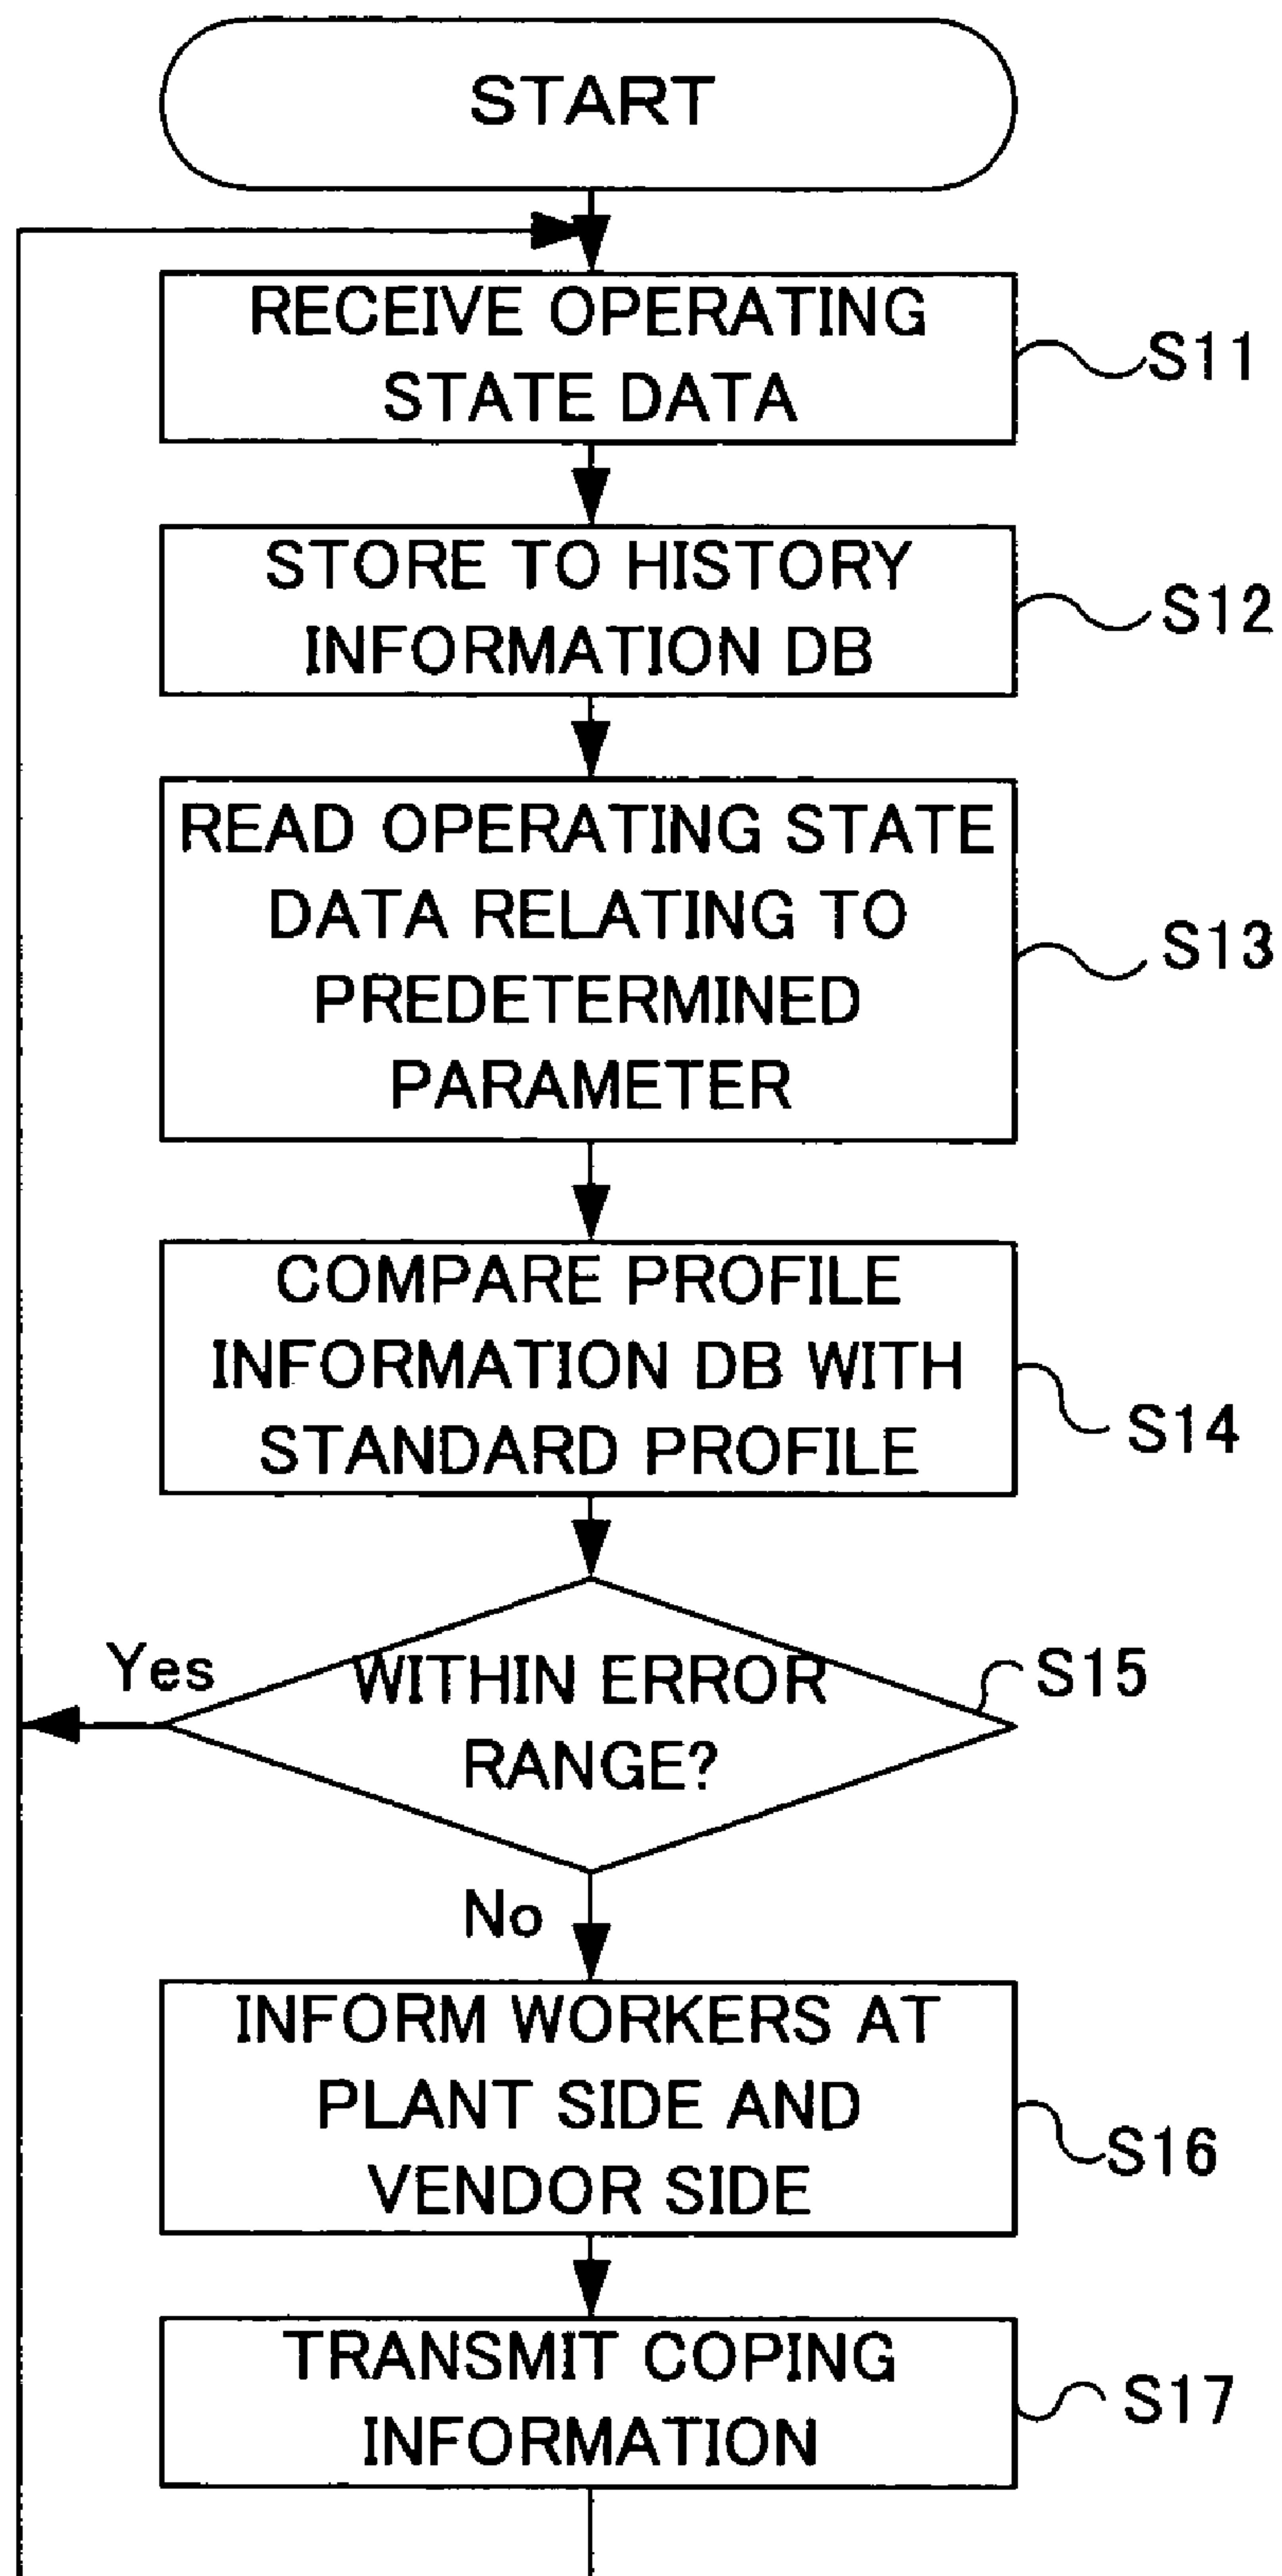 START
RECEIVE OPERATING
STATE DATA
S11
STORE TO HISTORY
INFORMATION DB
S12
READ OPERATING STATE
DATA RELATING TO
PREDETERMINED
PARAMETER
S13
COMPARE PROFILE
INFORMATION DB WITH
STANDARD PROFILE
S14
Yes
WITHIN ERROR
RANGE?
S15
No
INFORM WORKERS AT
PLANT SIDE AND
VENDOR SIDE
S16
TRANSMIT COPING
INFORMATION
S17